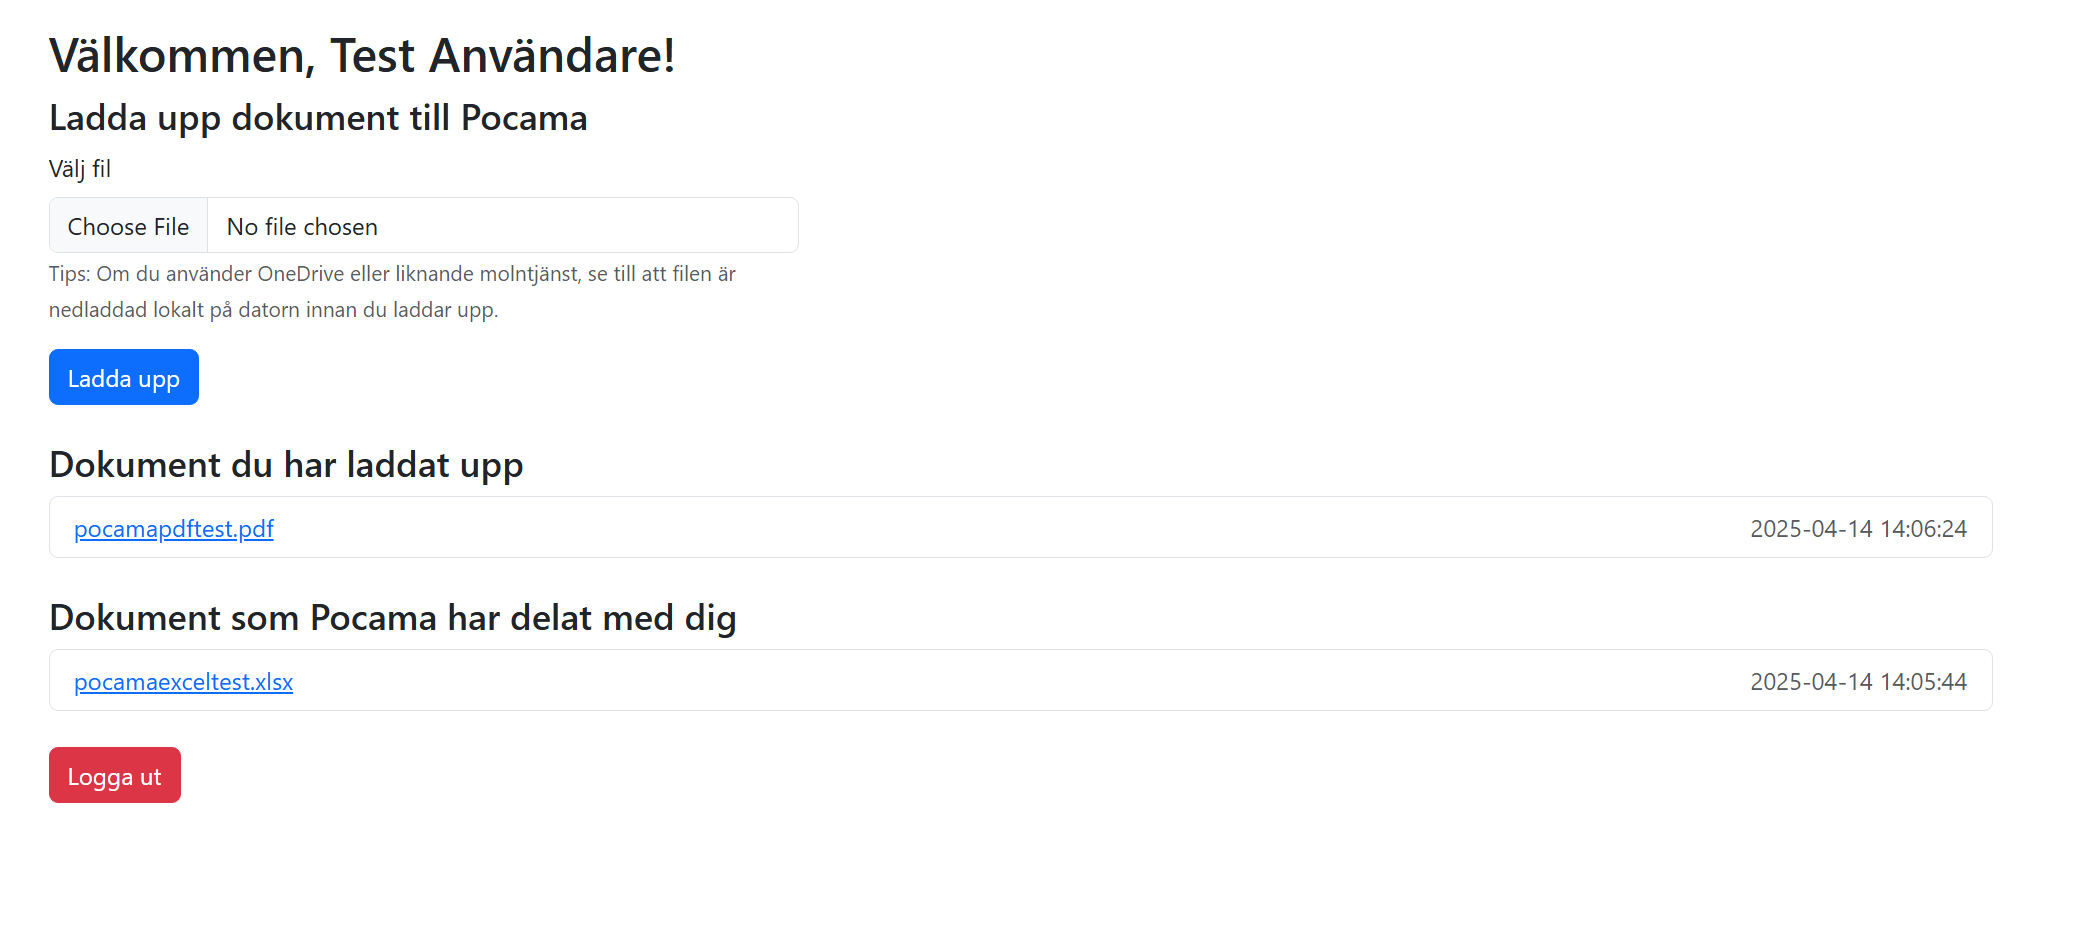 Välkommen, Test Användare!
Ladda upp dokument till Pocama
Välj fil
Choose File No file chosen
Tips: Om du använder OneDrive eller liknande molntjänst, se till att filen är
nedladdad lokalt på datorn innan du laddar upp.
Ladda upp
Dokument du har laddat upp
pocamapdftest.pdf 2025-04-14 14:06:24
Dokument som Pocama har delat med dig
pocamaexceltest.xlsx 2025-04-14 14:05:44
Logga ut